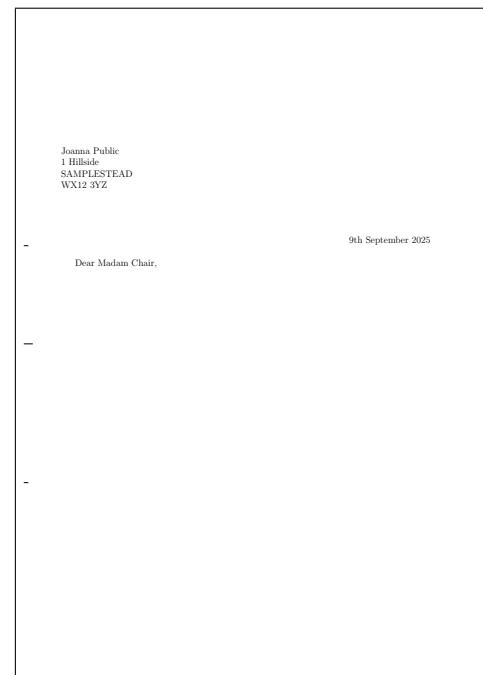 Joanna Public
1 Hillside
SAMPLESTEAD
WX12 3YZ
9th September 2025
Dear Madam Chair,